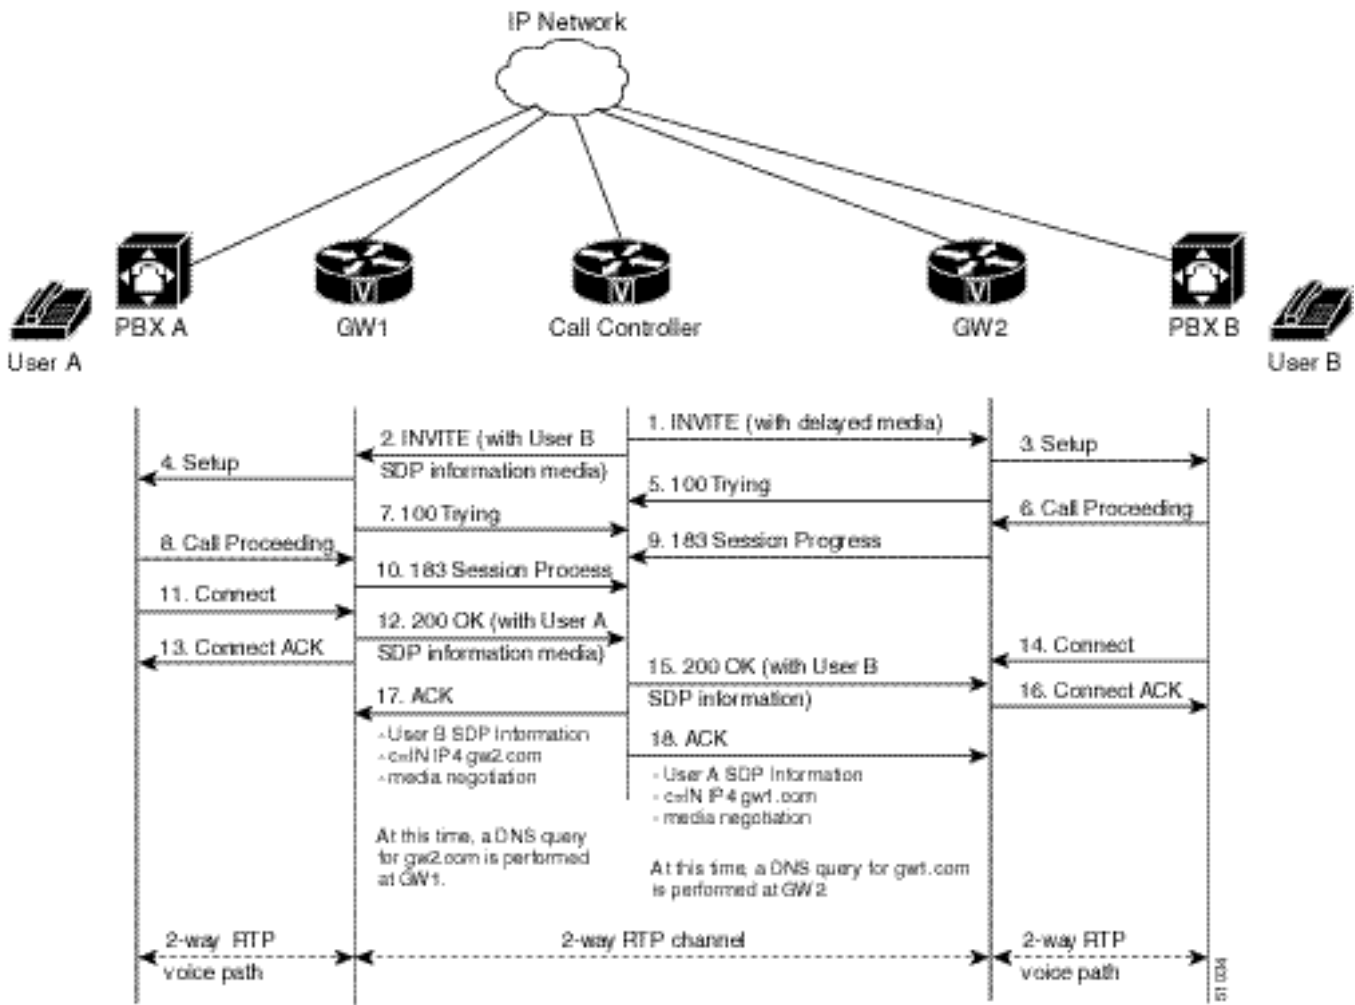 IP Network
PBX A
GW1
Call Controller
GW2
PBX B
User A
User B
1. INVITE (with delayed media)
2. INVITE (with User B
SDP information media)
3. Setup
4. Setup
5. 100 Trying
6. Call Proceeding
7. 100 Trying
8. Call Proceeding
9. 183 Session Progress
10. 183 Session Process
11. Connect
12. 200 OK (with User A
SDP information media)
13. Connect ACK
14. Connect
15. 200 OK (with User B
SDP information)
16. Connect ACK
17. ACK
- User B SDP Information
- c=IN IP4 gw2.com
- media negotiation
18. ACK
- User A SDP Information
- c=IN IP4 gw1.com
- media negotiation
At this time, a DNS query
for gw2.com is performed
at GW1.
At this time, a DNS query for gw1.com
is performed at GW2
2-way RTP
voice path
2-way RTP channel
2-way RTP
voice path
51034